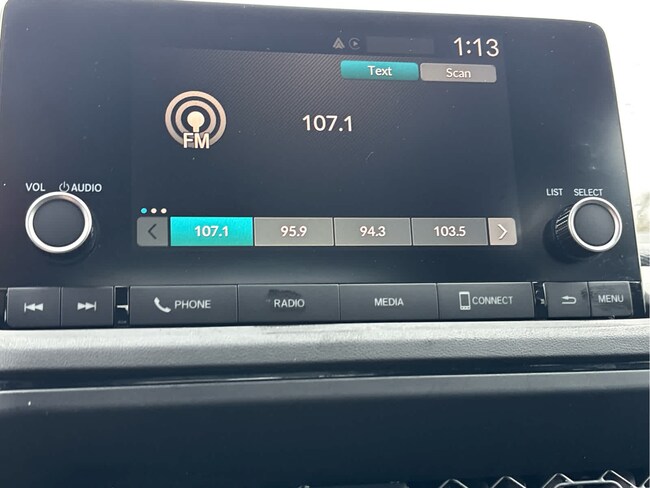 1:13
Text Scan
FM
107.1
VOL AUDIO
LIST SELECT
107.1 95.9 94.3 103.5
PHONE RADIO MEDIA CONNECT MENU